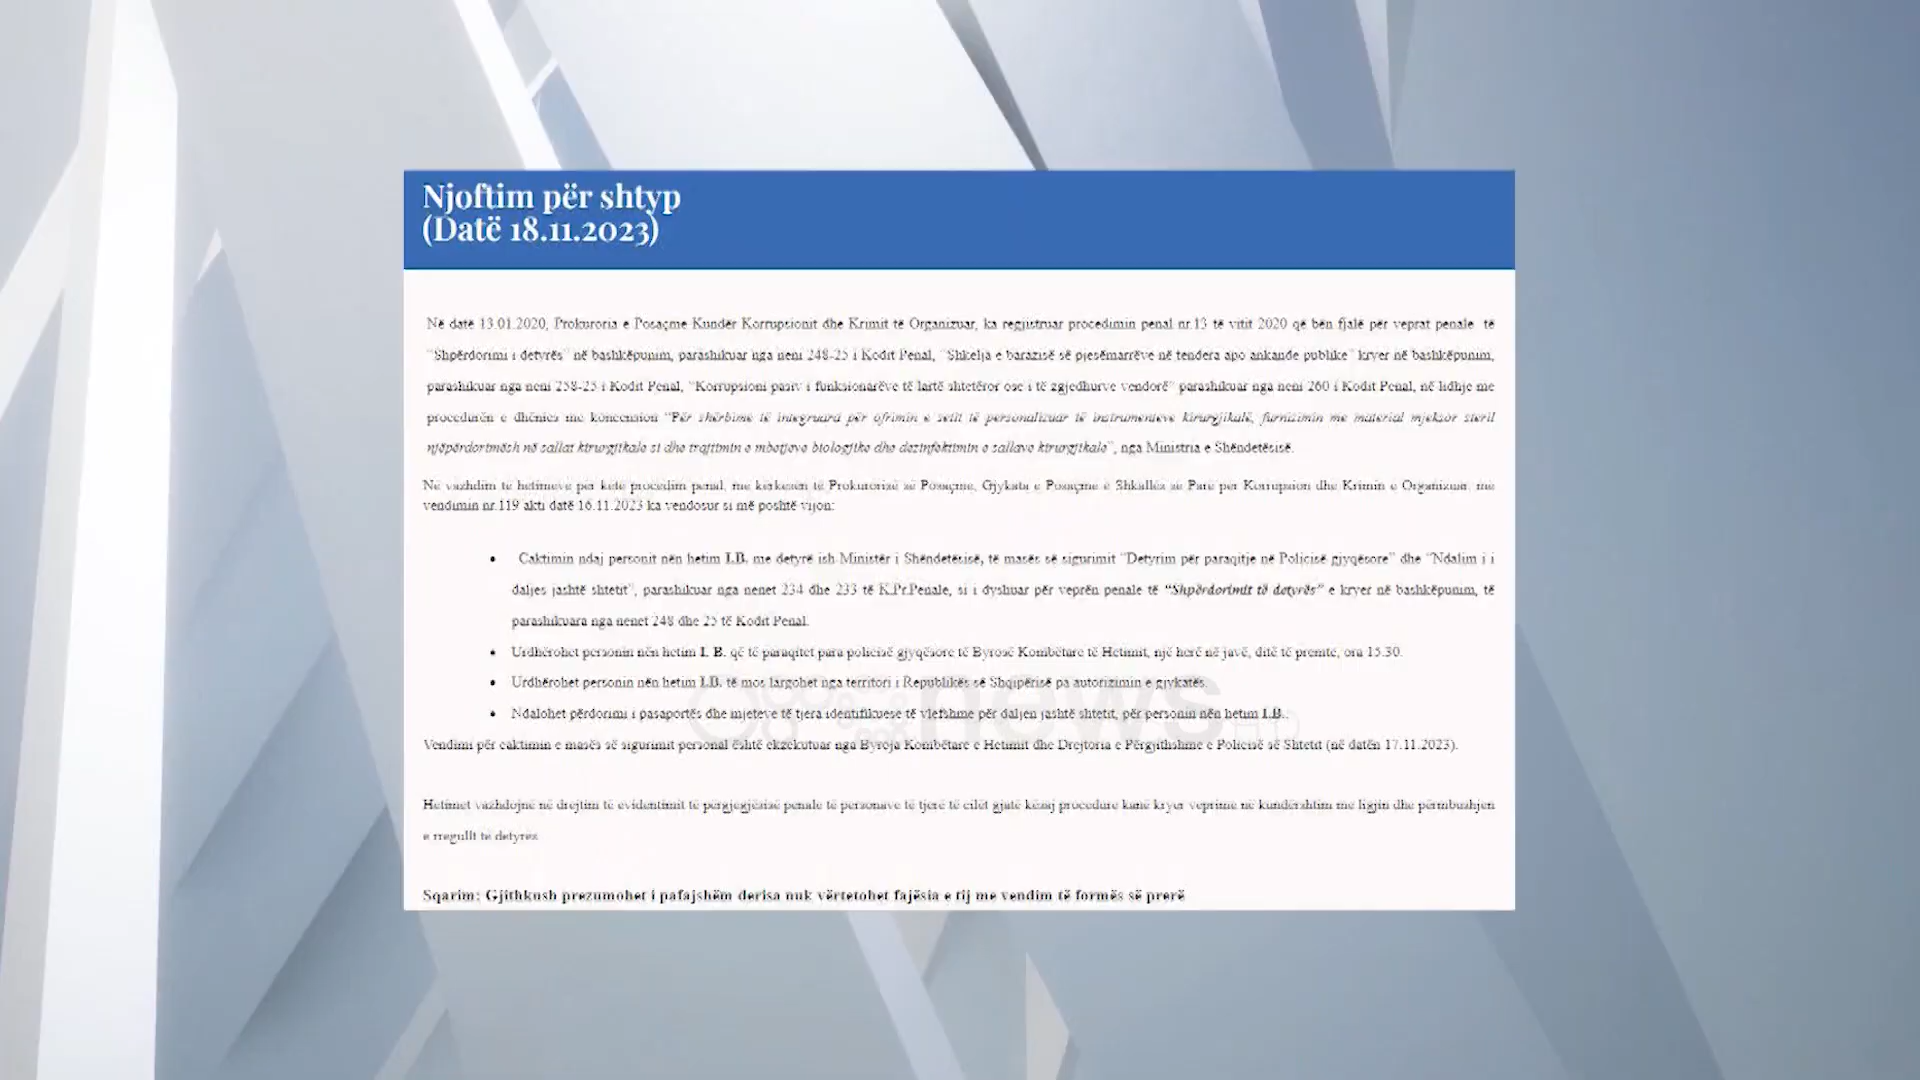 Njoftim për shtyp
(Datë 18.11.2023)
Në datë 13.01.2020, Prokuroria e Posaçme Kundër Korrupsionit dhe Krimit të Organizuar, ka regjistruar procedimin penal nr.13 të vitit 2020 që bën fjalë për veprat penale të
"Shpërdorimi i detyrës" në bashkëpunim, parashikuar nga neni 248-25 i Kodit Penal, "Shkelja e barazisë së pjesëmarrëve në tendera apo ankande publike" kryer në bashkëpunim,
parashikuar nga neni 258-25 i Kodit Penal, "Korrupsioni pasiv i funksionarëve të lartë shtetëror ose i të zgjedhurve vendorë" parashikuar nga neni 260 i Kodit Penal, në lidhje me
procedurën e dhënies me koncension "Për shërbime të integruara për ofrimin e setit të personalizuar të instrumenteve kirurgjikale, furnizimin me material mjekësor steril
njëpërdorimësh në sallat kirurgjikale si dhe trajtimin e mbetjeve biologjike dhe dezinfektimin e sallave kirurgjikale", nga Ministria e Shëndetësisë.
Në vazhdim të hetimeve për këtë procedim penal, me kërkesën të Prokurorisë së Posaçme, Gjykata e Posaçme e Shkallës së Parë për Korrupsion dhe Krimin e Organizuar, me
vendimin nr.119 akti datë 16.11.2023 ka vendosur si më poshtë vijon:
• Caktimin ndaj personit nën hetim I.B. me detyrë ish Ministër i Shëndetësisë, të masës së sigurimit "Detyrim për paraqitje në Policisë gjyqësore" dhe "Ndalim i i
daljes jashtë shtetit", parashikuar nga nenet 234 dhe 233 të K.Pr.Penale, si i dyshuar për veprën penale të "Shpërdorimit të detyrës" e kryer në bashkëpunim, të
parashikuara nga nenet 248 dhe 25 të Kodit Penal.
• Urdhërohet personin nën hetim I. B. që të paraqitet para policisë gjyqësore të Byrosë Kombëtare të Hetimit, një herë në javë, ditë të premte, ora 15.30.
• Urdhërohet personin nën hetim I.B. të mos largohet nga territori i Republikës së Shqipërisë pa autorizimin e gjykatës.
• Ndalohet përdorimi i pasaportës dhe mjeteve të tjera identifikuese të vlefshme për daljen jashtë shtetit, për personin nën hetim I.B..
news
Vendimi për caktimin e masës së sigurimit personal është ekzekutuar nga Byroja Kombëtare e Hetimit dhe Drejtoria e Përgjithshme e Policisë së Shtetit (në datën 17.11.2023).
Hetimet vazhdojnë në drejtim të evidentimit të përgjegjësisë penale të personave të tjerë të cilët gjatë kësaj procedure kanë kryer veprime në kundërshtim me ligjin dhe përmbushjen
e rregullt të detyrës
Sqarim: Gjithkush prezumohet i pafajshëm derisa nuk vërtetohet fajësia e tij me vendim të formës së prerë